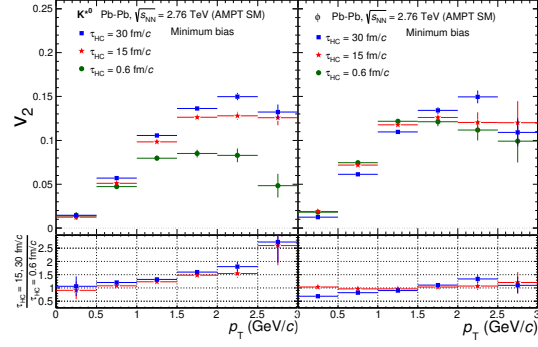 K*0 Pb-Pb, √sNN = 2.76 TeV (AMPT SM)
τHC = 30 fm/c Minimum bias
τHC = 15 fm/c
τHC = 0.6 fm/c
ϕ Pb-Pb, √sNN = 2.76 TeV (AMPT SM)
τHC = 30 fm/c Minimum bias
τHC = 15 fm/c
τHC = 0.6 fm/c
v2
0.2
0.15
0.1
0.05
0
τHC = 15, 30 fm/c
τHC = 0.6 fm/c
2.5
2
1.5
1
0.5
0 0.5 1 1.5 2 2.5 3
0.5 1 1.5 2 2.5 3
pT (GeV/c)
pT (GeV/c)